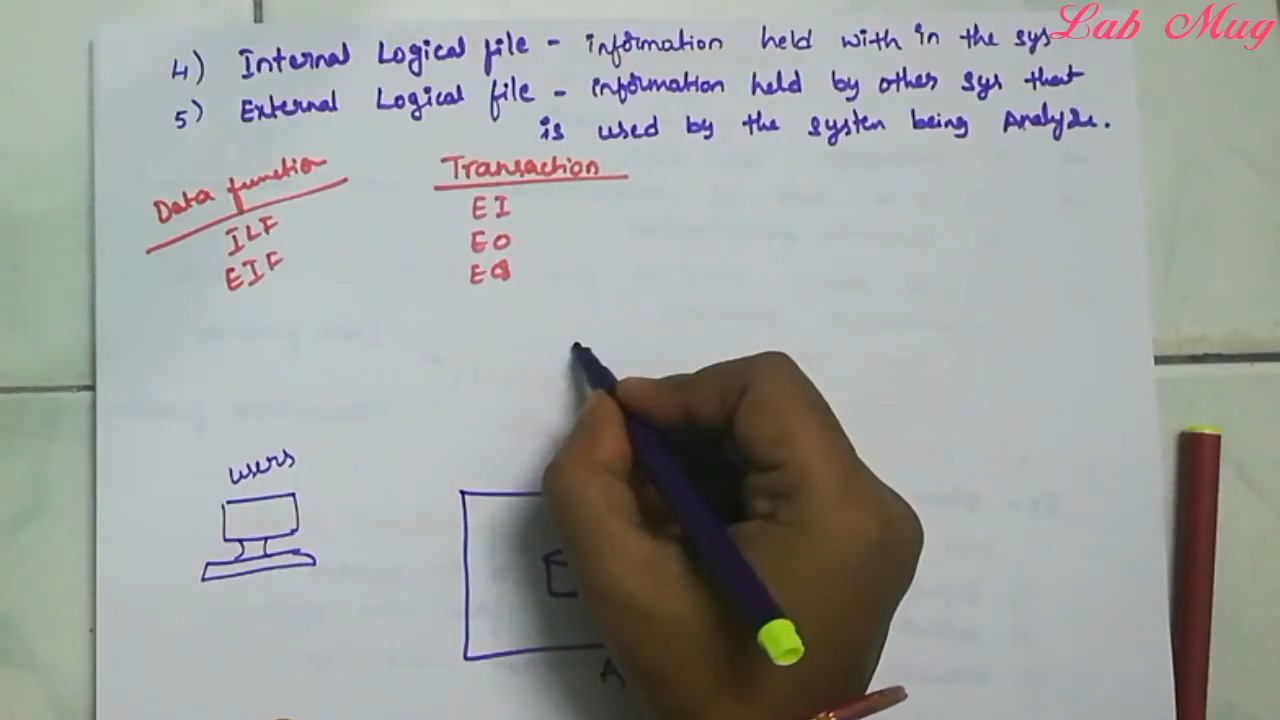 Lab Mug
4) Internal Logical file - information held with in the sys
5) External Logical file - information held by other sys that
is used by the system being Analyze.
Data function
ILF
EIF
Transaction
EI
EO
EQ
users